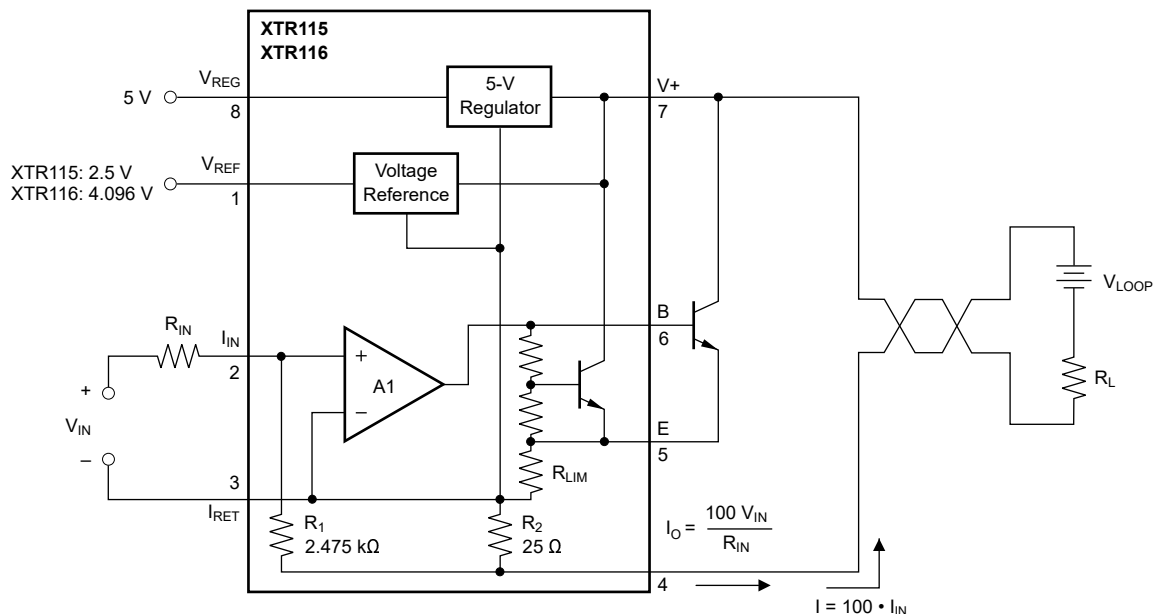 XTR115
XTR116
V_REG
5 V
8
5-V
Regulator
V+
7
XTR115: 2.5 V
XTR116: 4.096 V
V_REF
1
Voltage
Reference
R_IN
I_IN
2
+
V_IN
–
+
A1
–
B
6
E
5
R_LIM
V_LOOP
R_L
3
I_RET
R_1
2.475 kΩ
R_2
25 Ω
I_O = 100 V_IN / R_IN
4
I = 100 • I_IN